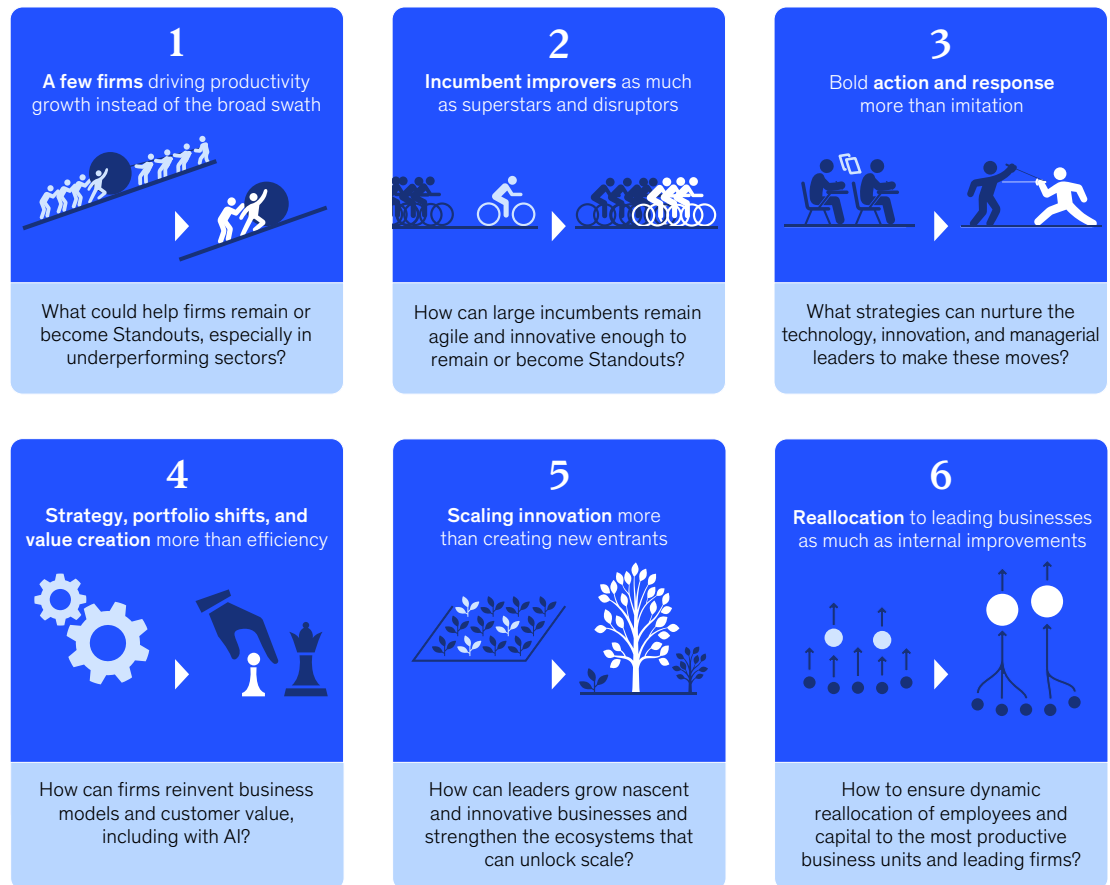 1
A few firms driving productivity
growth instead of the broad swath
What could help firms remain or
become Standouts, especially in
underperforming sectors?
2
Incumbent improvers as much
as superstars and disruptors
How can large incumbents remain
agile and innovative enough to
remain or become Standouts?
3
Bold action and response
more than imitation
What strategies can nurture the
technology, innovation, and managerial
leaders to make these moves?
4
Strategy, portfolio shifts, and
value creation more than efficiency
How can firms reinvent business
models and customer value,
including with AI?
5
Scaling innovation more
than creating new entrants
How can leaders grow nascent
and innovative businesses and
strengthen the ecosystems that
can unlock scale?
6
Reallocation to leading businesses
as much as internal improvements
How to ensure dynamic
reallocation of employees and
capital to the most productive
business units and leading firms?